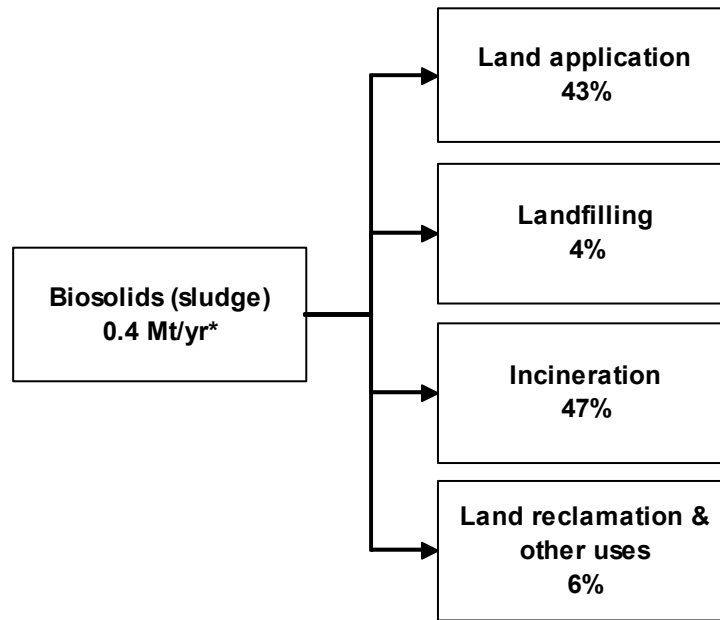 Land application
43%
Landfilling
4%
Biosolids (sludge)
0.4 Mt/yr*
Incineration
47%
Land reclamation &
other uses
6%